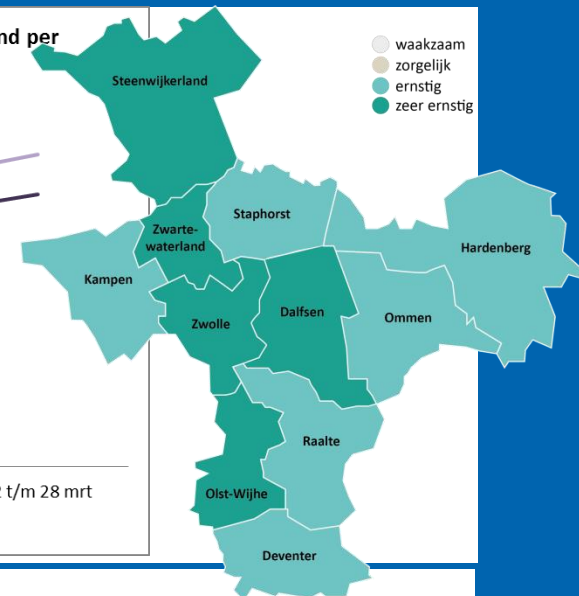 nd per
waakzaam
zorgelijk
ernstig
zeer ernstig
Steenwijkerland
Staphorst
Zwarte-
waterland
Hardenberg
Kampen
Dalfsen
Ommen
Zwolle
Raalte
Olst-Wijhe
t/m 28 mrt
Deventer